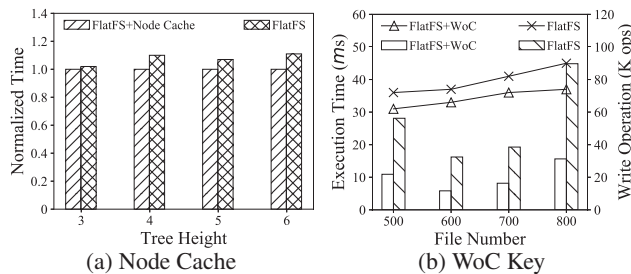 FlatFS+Node Cache
FlatFS
1.4
1.2
1.0
0.8
0.6
0.4
0.2
0
Normalized Time
3 4 5 6
Tree Height
(a) Node Cache
FlatFS+WoC FlatFS
FlatFS+WoC FlatFS
60
50
40
30
20
10
0
Execution Time (ms)
120
100
80
60
40
20
0
Write Operation (K ops)
500 600 700 800
File Number
(b) WoC Key